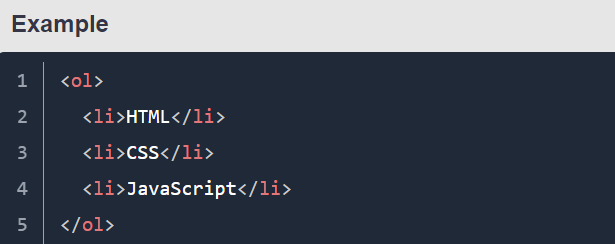 Example
1 <ol>
2 <li>HTML</li>
3 <li>CSS</li>
4 <li>JavaScript</li>
5 </ol>